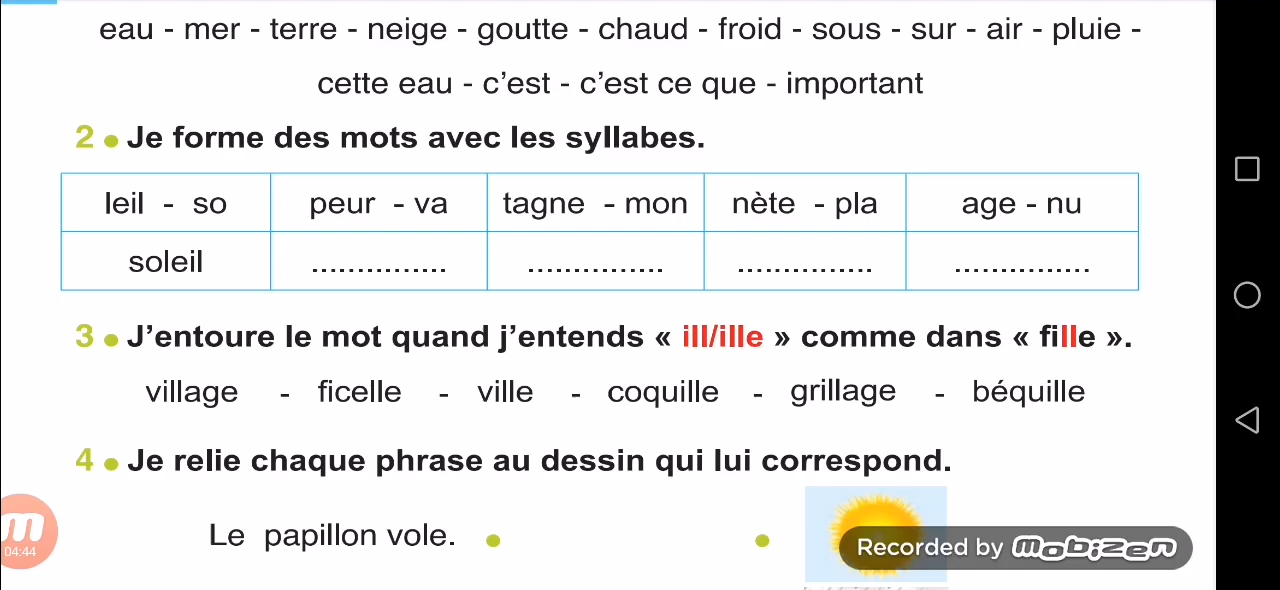 eau - mer - terre - neige - goutte - chaud - froid - sous - sur - air - pluie -
cette eau - c’est - c’est ce que - important
2 • Je forme des mots avec les syllabes.
leil - so peur - va tagne - mon nète - pla age - nu
soleil ............... ............... ............... ...............
3 • J’entoure le mot quand j’entends « ill/ille » comme dans « fille ».
village - ficelle - ville - coquille - grillage - béquille
4 • Je relie chaque phrase au dessin qui lui correspond.
Le papillon vole. • •
Recorded by mobizen
m
04:44